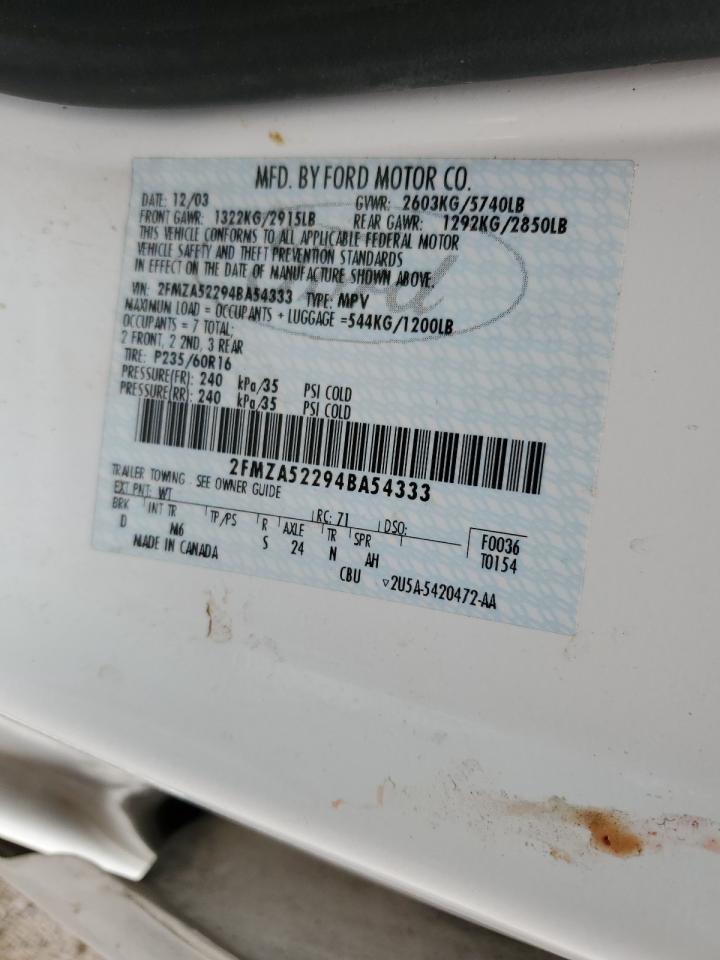 MFD. BY FORD MOTOR CO.
DATE: 12/03 GVWR: 2603KG/5740LB
FRONT GAWR: 1322KG/2915LB REAR GAWR: 1292KG/2850LB
THIS VEHICLE CONFORMS TO ALL APPLICABLE FEDERAL MOTOR
VEHICLE SAFETY AND THEFT PREVENTION STANDARDS
IN EFFECT ON THE DATE OF MANUFACTURE SHOWN ABOVE.
VIN: 2FMZA52294BA54333 TYPE: MPV
MAXIMUM LOAD = OCCUPANTS + LUGGAGE =544KG/1200LB
OCCUPANTS = 7 TOTAL:
2 FRONT, 2 2ND, 3 REAR
TIRE: P235/60R16
PRESSURE(FR): 240 kPa/35 PSI COLD
PRESSURE(RR): 240 kPa/35 PSI COLD
2FMZA52294BA54333
TRAILER TOWING - SEE OWNER GUIDE
EXT PNT: WT RC: 71 DSO:
BRK INT TR TP/PS R AXLE TR SPR F0036
D M6 S 24 N AH T0154
MADE IN CANADA CBU ▽2U5A-5420472-AA
Ford